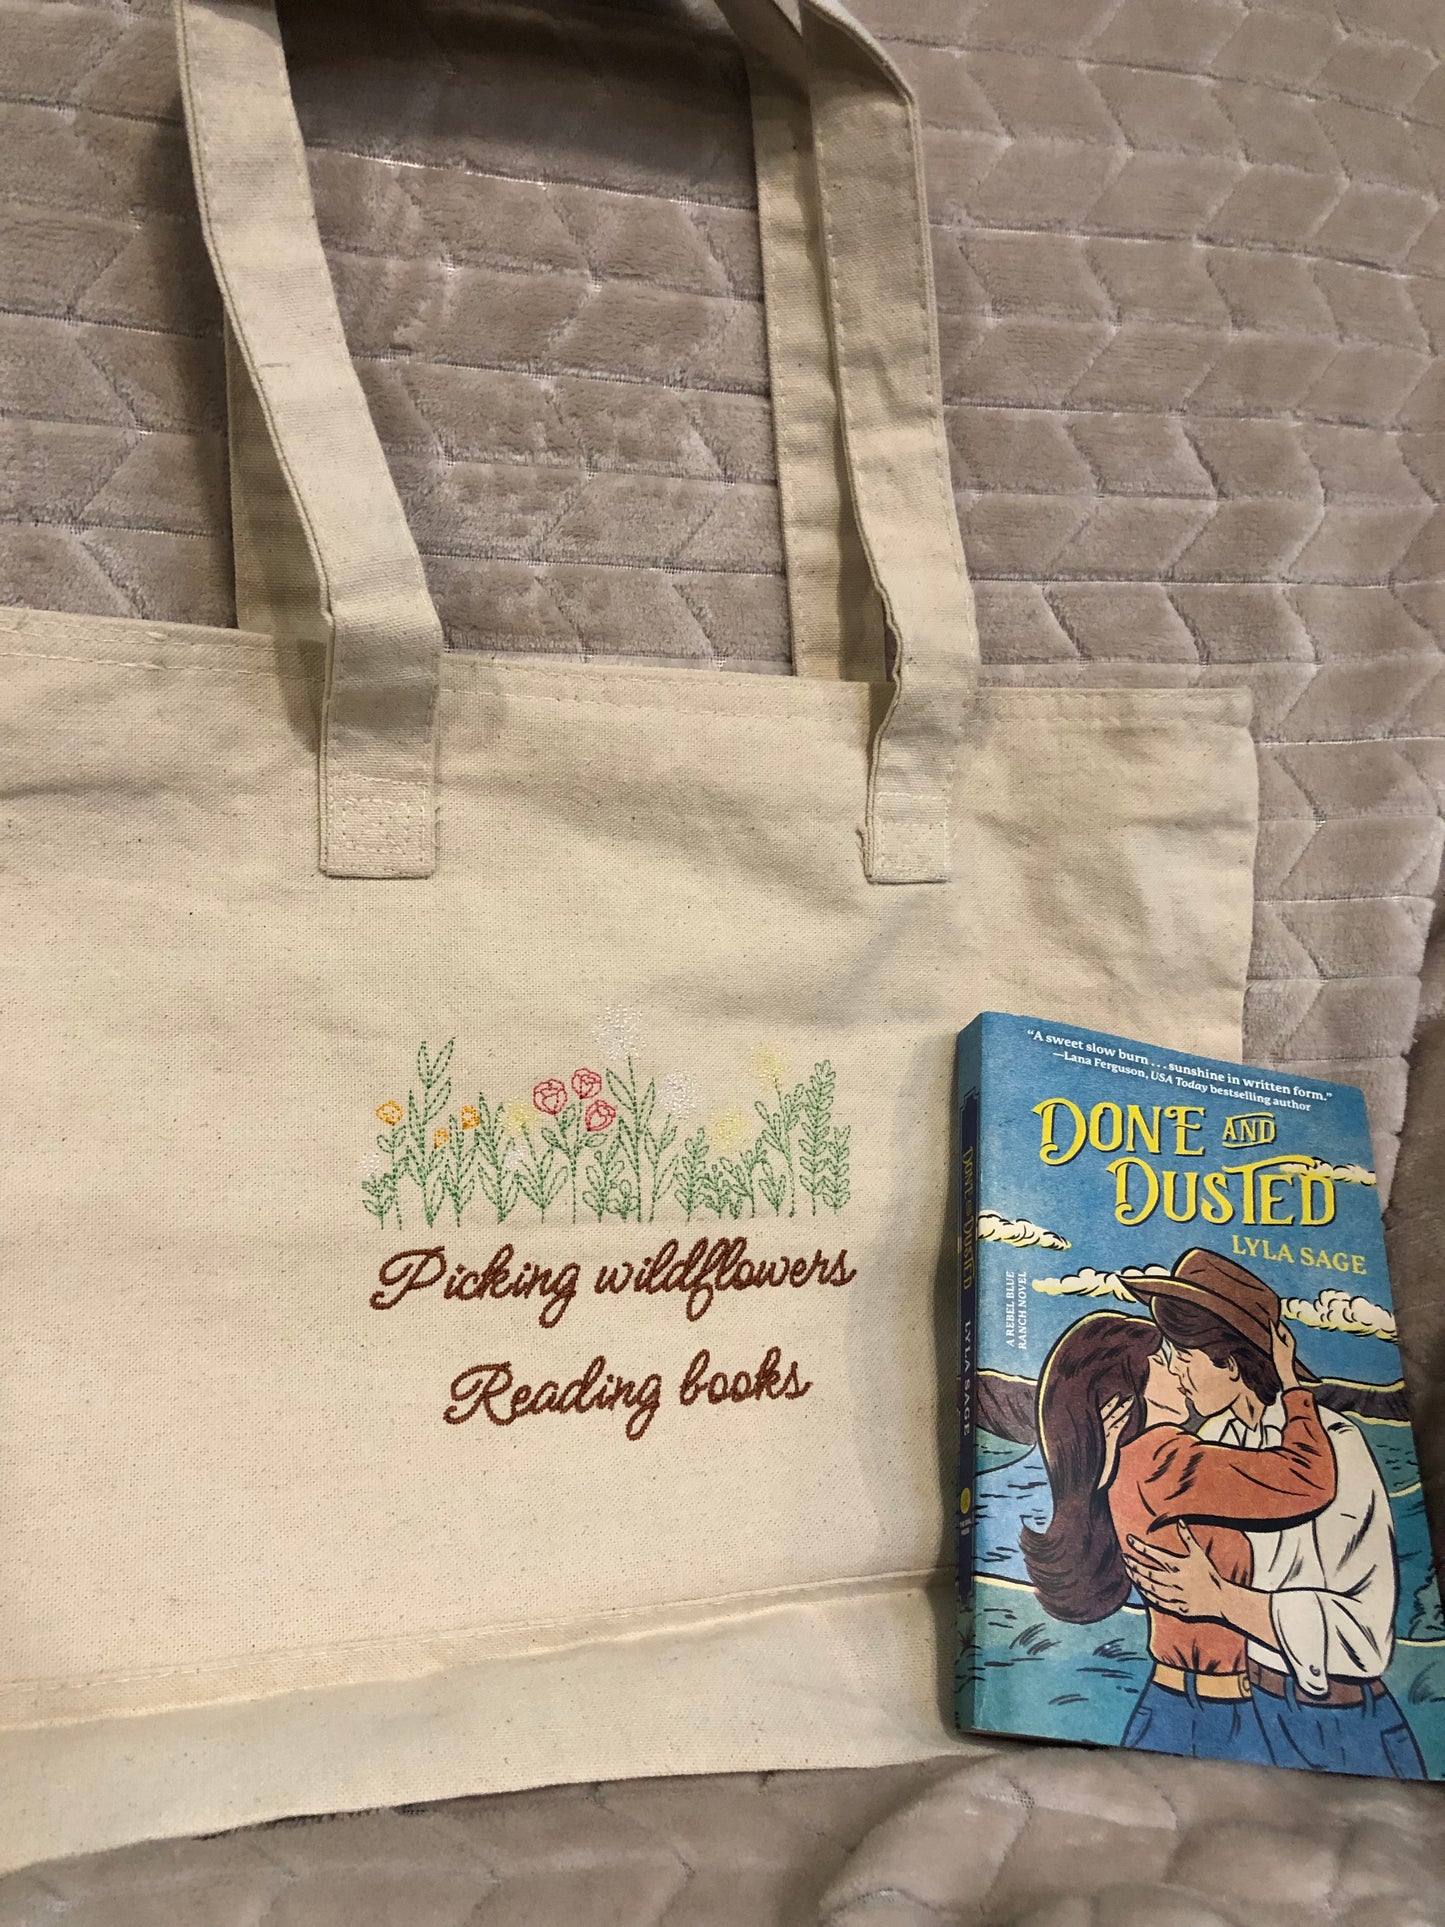 Picking wildflowers
Reading books
“A sweet slow burn . . . sunshine in written form.”
—Lana Ferguson, USA Today bestselling author
DONE AND
DUSTED
LYLA SAGE
A REBEL BLUE
RANCH NOVEL
DONE AND DUSTED LYLA SAGE